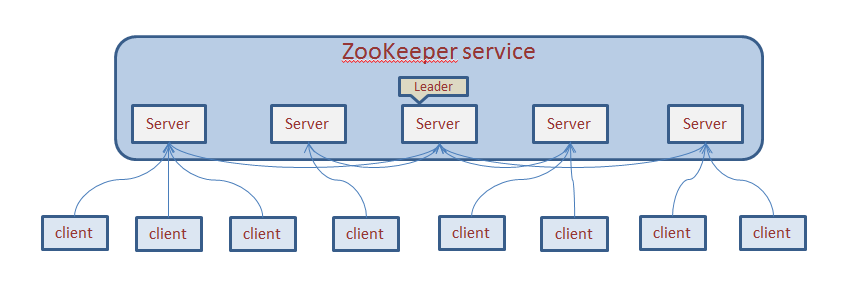 ZooKeeper service
Leader
Server
Server
Server
Server
Server
client
client
client
client
client
client
client
client